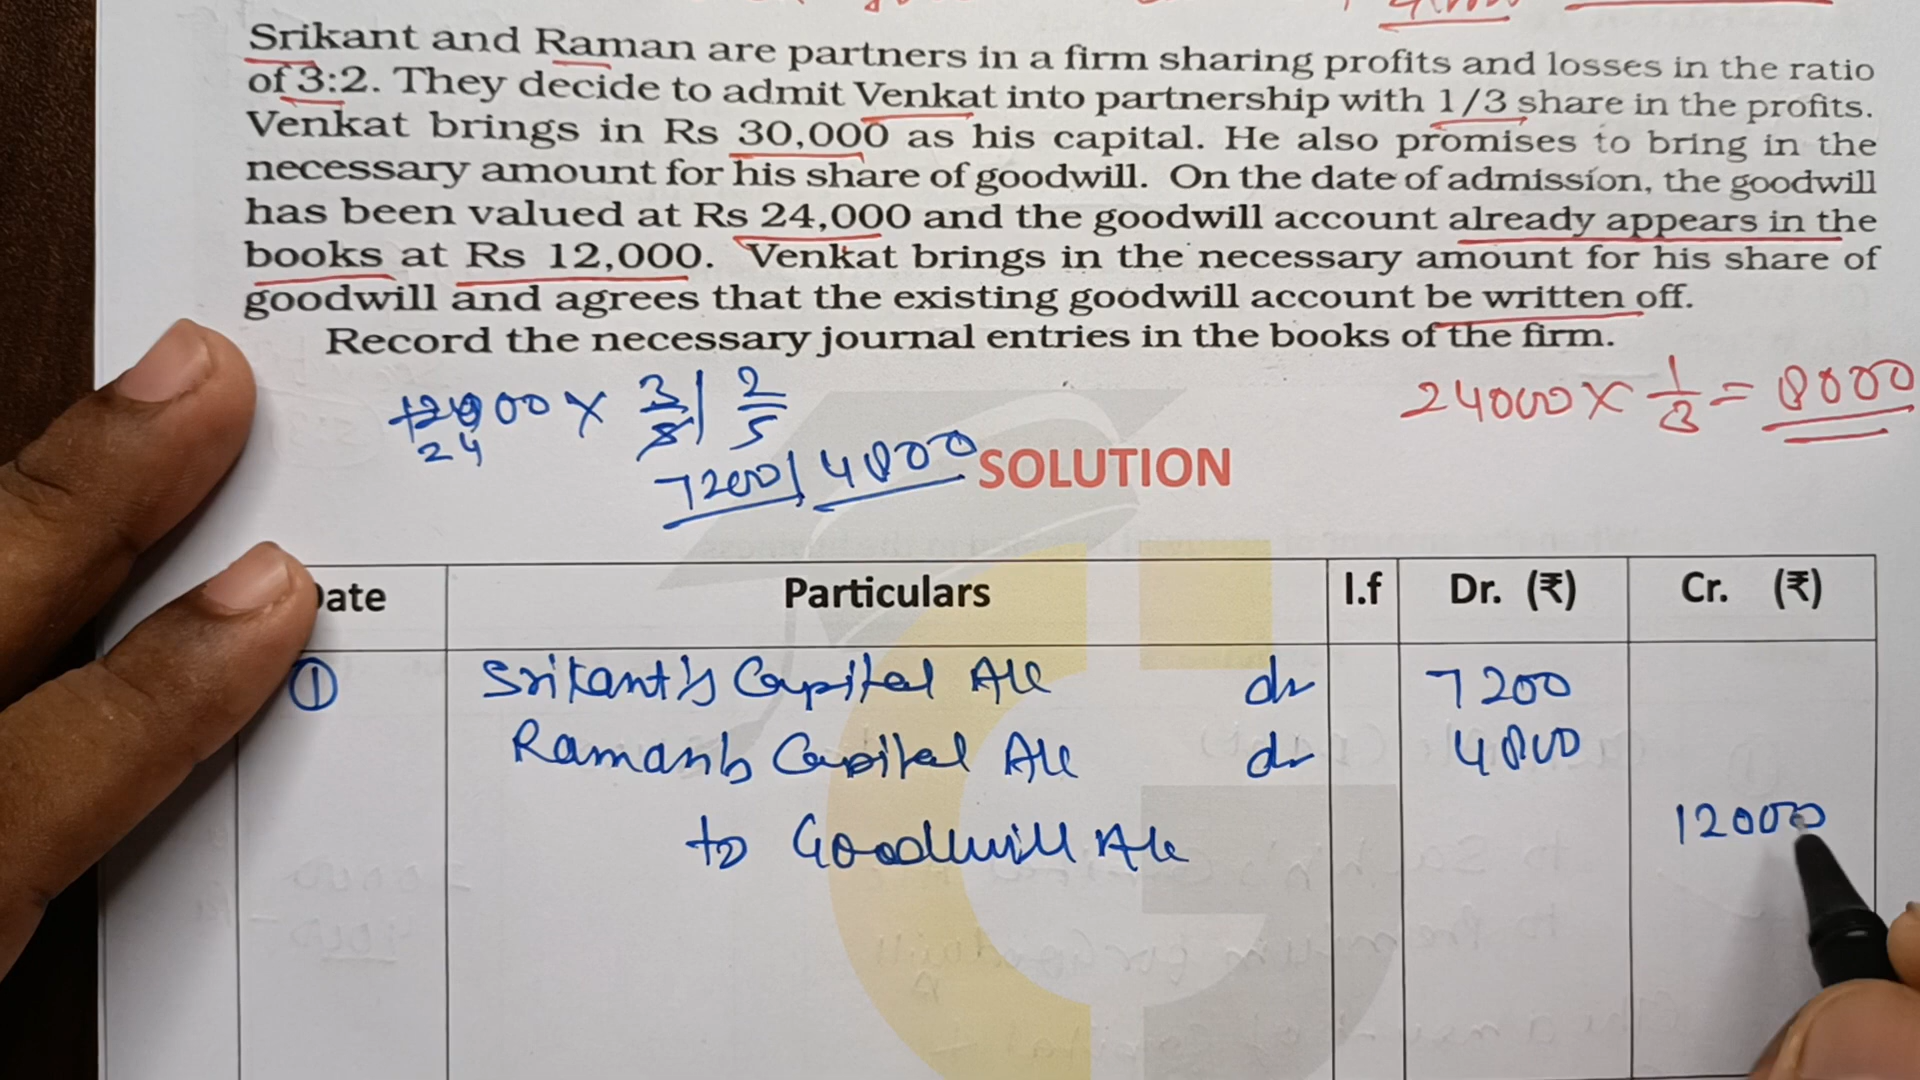 Srikant and Raman are partners in a firm sharing profits and losses in the ratio
of 3:2. They decide to admit Venkat into partnership with 1/3 share in the profits.
Venkat brings in Rs 30,000 as his capital. He also promises to bring in the
necessary amount for his share of goodwill. On the date of admission, the goodwill
has been valued at Rs 24,000 and the goodwill account already appears in the
books at Rs 12,000. Venkat brings in the necessary amount for his share of
goodwill and agrees that the existing goodwill account be written off.
Record the necessary journal entries in the books of the firm.
24000 × 1/3 = 8000
12000 × 3/5 | 2/5
24
7200 | 4800
SOLUTION
ate Particulars l.f Dr. (₹) Cr. (₹)
① Srikant's Capital A/c dr 7200
Raman's Capital A/c dr 4800
to Goodwill A/c 12000